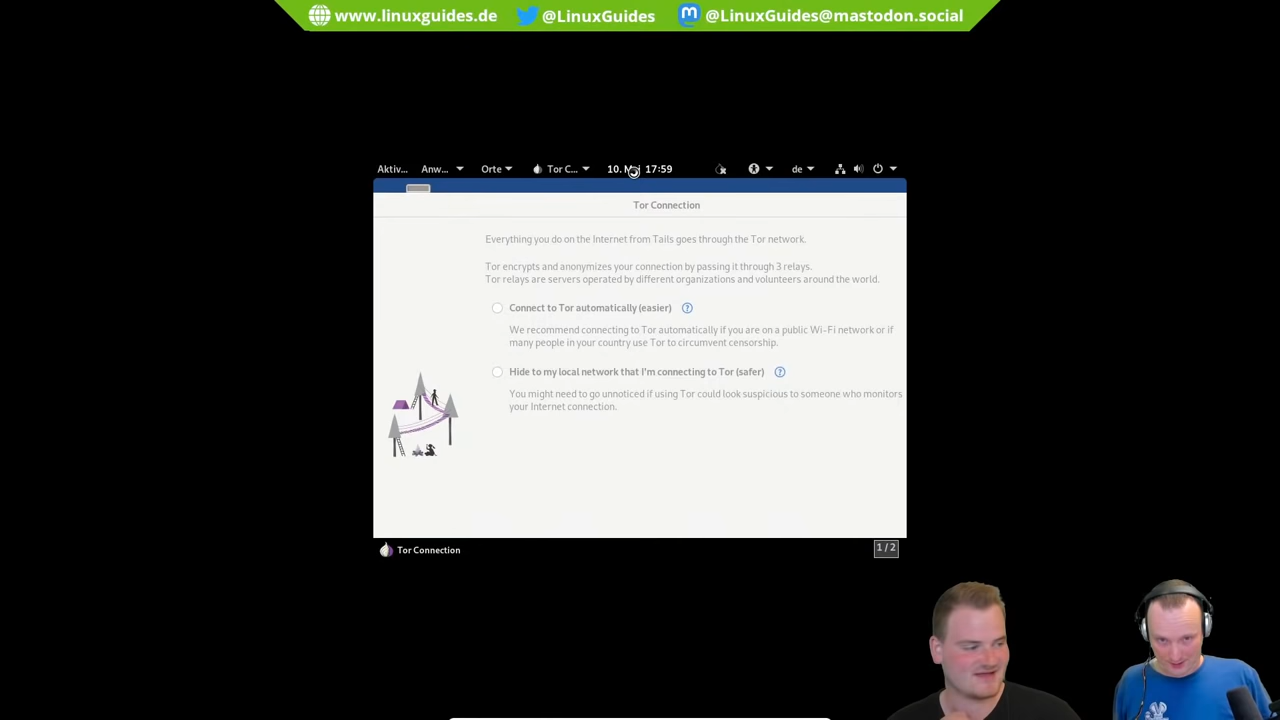 www.linuxguides.de @LinuxGuides @LinuxGuides@mastodon.social
Aktiv... Anw... Orte Tor C... 10. 17:59 de
Tor Connection
Everything you do on the Internet from Tails goes through the Tor network.
Tor encrypts and anonymizes your connection by passing it through 3 relays.
Tor relays are servers operated by different organizations and volunteers around the world.
Connect to Tor automatically (easier) ?
We recommend connecting to Tor automatically if you are on a public Wi-Fi network or if
many people in your country use Tor to circumvent censorship.
Hide to my local network that I'm connecting to Tor (safer) ?
You might need to go unnoticed if using Tor could look suspicious to someone who monitors
your Internet connection.
Tor Connection 1 / 2